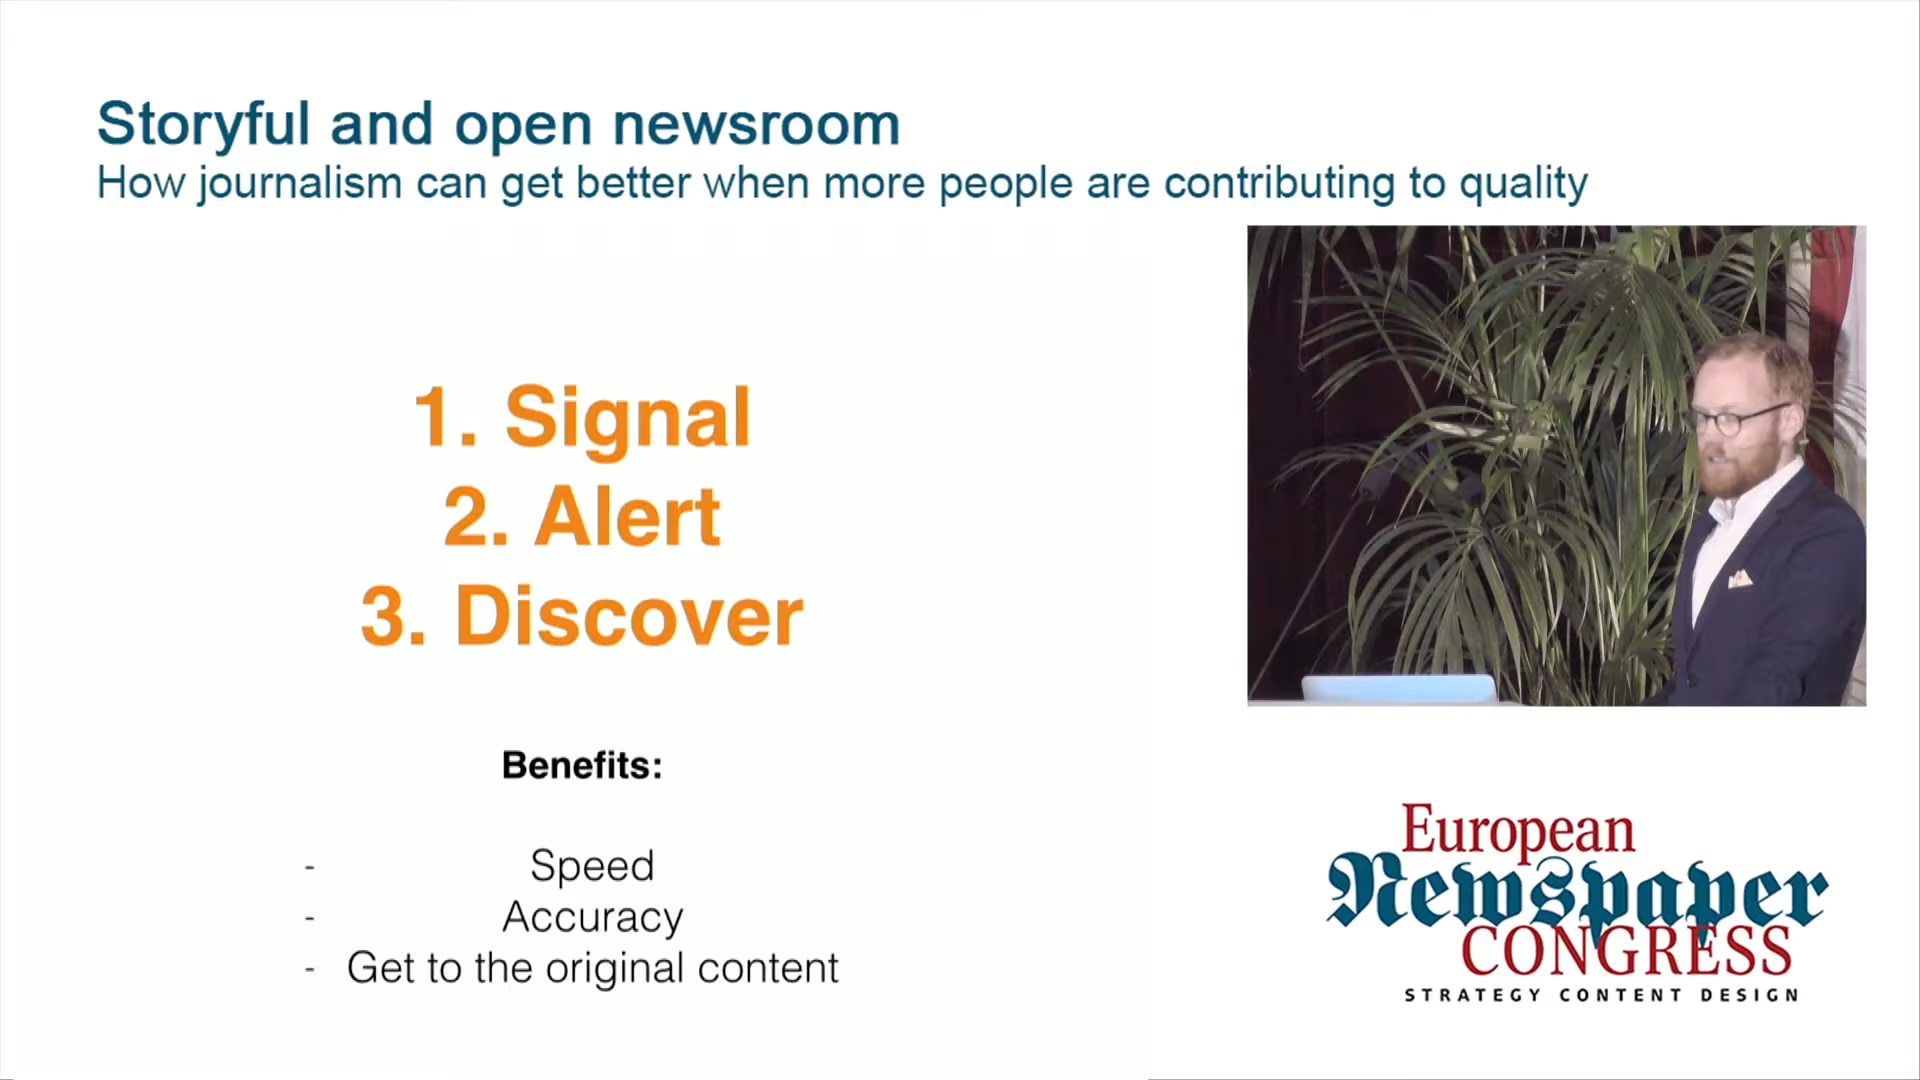 Storyful and open newsroom
How journalism can get better when more people are contributing to quality
1. Signal
2. Alert
3. Discover
Benefits:
- Speed
- Accuracy
- Get to the original content
European
Newspaper
CONGRESS
STRATEGY CONTENT DESIGN